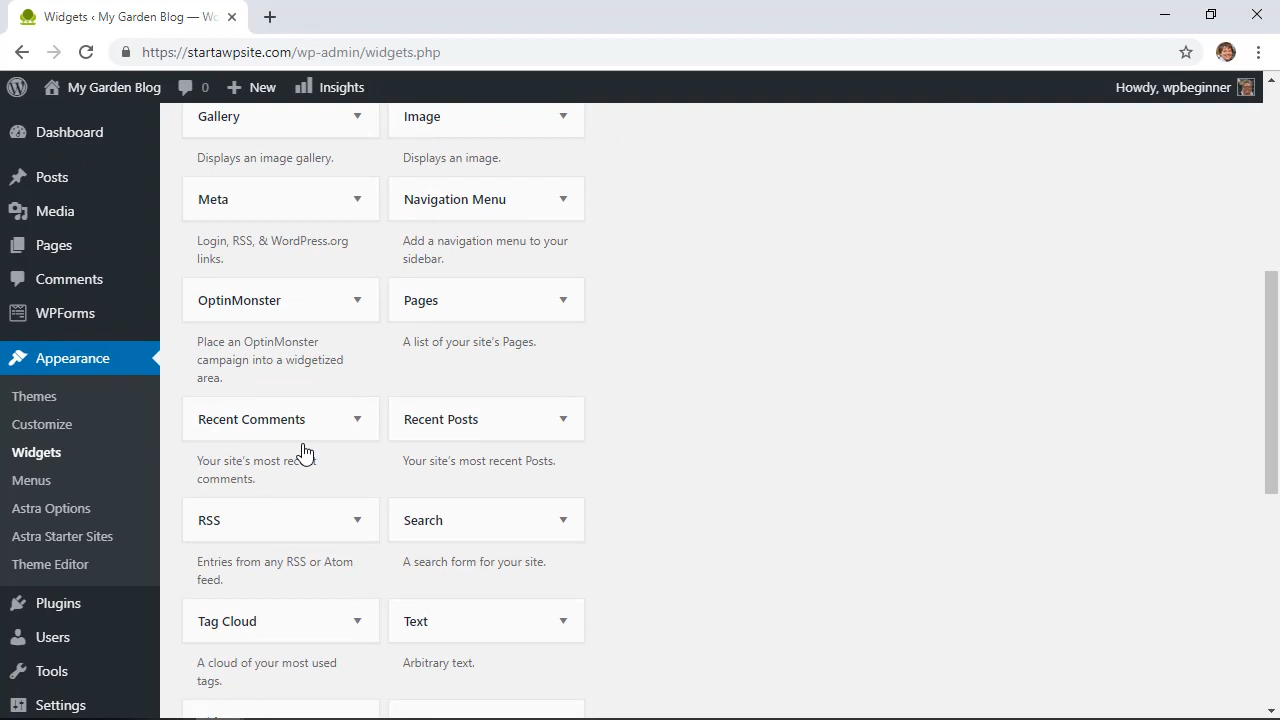 Widgets ‹ My Garden Blog — Wo
https://startawpsite.com/wp-admin/widgets.php
My Garden Blog
0
New
Insights
Howdy, wpbeginner
Dashboard
Posts
Media
Pages
Comments
WPForms
Appearance
Themes
Customize
Widgets
Menus
Astra Options
Astra Starter Sites
Theme Editor
Plugins
Users
Tools
Settings
Gallery
Displays an image gallery.
Image
Displays an image.
Meta
Login, RSS, & WordPress.org
links.
Navigation Menu
Add a navigation menu to your
sidebar.
OptinMonster
Place an OptinMonster
campaign into a widgetized
area.
Pages
A list of your site's Pages.
Recent Comments
Your site's most recent
comments.
Recent Posts
Your site's most recent Posts.
RSS
Entries from any RSS or Atom
feed.
Search
A search form for your site.
Tag Cloud
A cloud of your most used
tags.
Text
Arbitrary text.